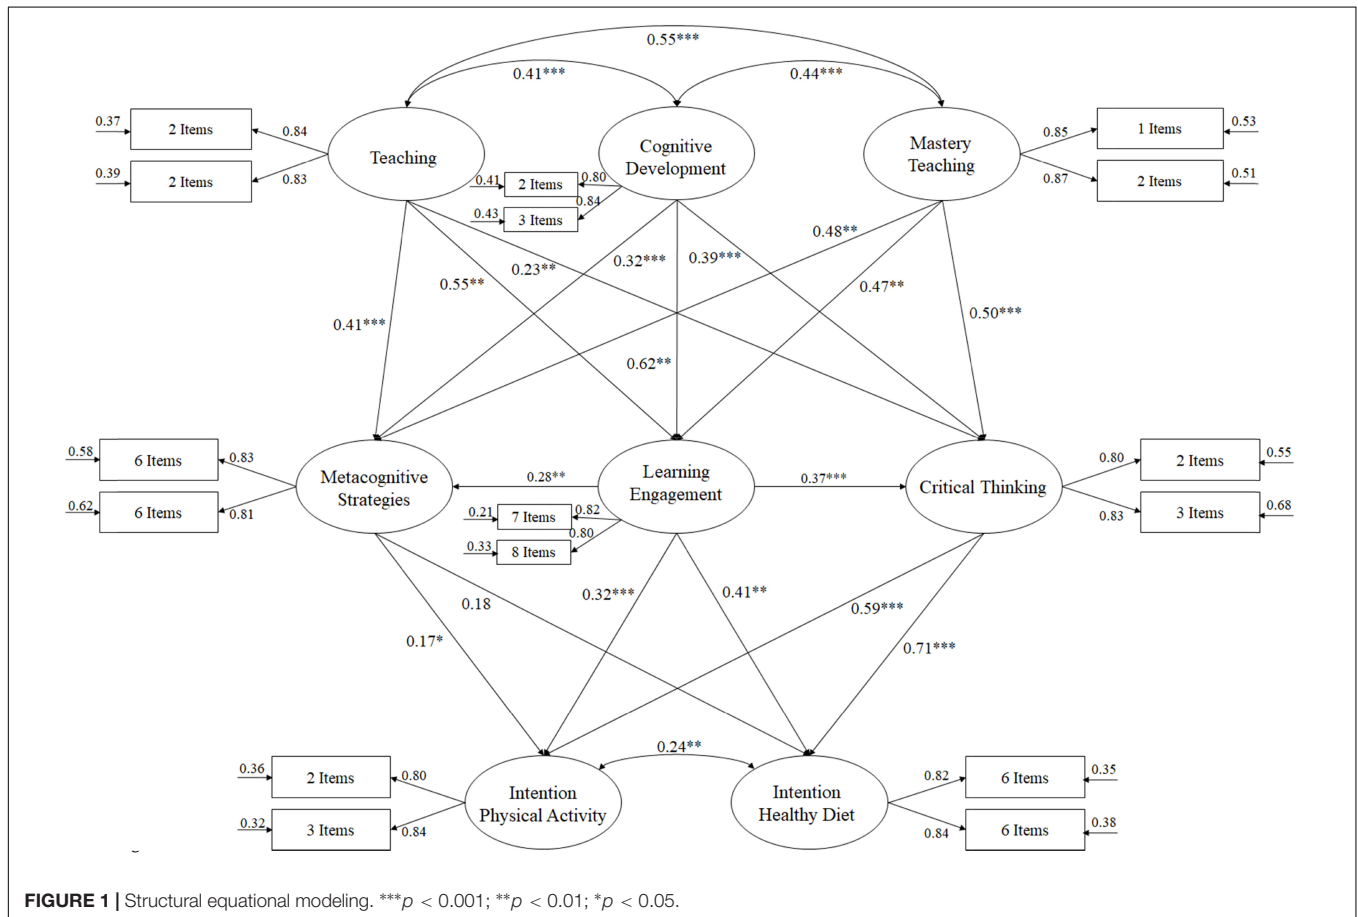 0.55***
0.41***
0.44***
0.37
2 Items
0.84
Teaching
0.39
2 Items
0.83
Cognitive
Development
0.41
2 Items
0.80
0.43
3 Items
0.84
Mastery
Teaching
0.85
1 Items
0.53
0.87
2 Items
0.51
0.48**
0.55**
0.23**
0.32***
0.39***
0.47**
0.41***
0.50***
0.62**
0.58
6 Items
0.83
Metacognitive
Strategies
0.62
6 Items
0.81
0.28**
Learning
Engagement
0.37***
0.21
7 Items
0.82
0.33
8 Items
0.80
Critical Thinking
0.80
2 Items
0.55
0.83
3 Items
0.68
0.18
0.32***
0.41**
0.59***
0.17*
0.71***
0.24**
0.36
2 Items
0.80
0.32
3 Items
0.84
Intention
Physical Activity
Intention
Healthy Diet
0.82
6 Items
0.35
0.84
6 Items
0.38
FIGURE 1 | Structural equational modeling. ***p < 0.001; **p < 0.01; *p < 0.05.